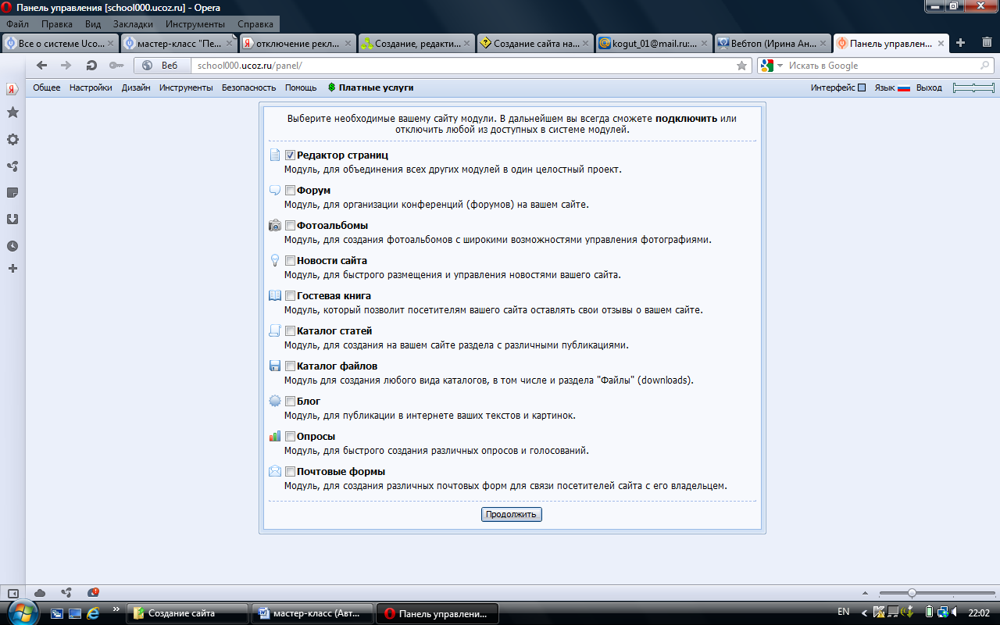 Панель управления [school000.ucoz.ru] - Opera
Файл Правка Вид Закладки Инструменты Справка
Все о системе Uco... мастер-класс "Пе... отключение рекл... Создание, редакти... Создание сайта на... kogut_01@mail.ru:... Вебтоп (Ирина Ан... Панель управлен...
Веб school000.ucoz.ru/panel/ Искать в Google
Общее Настройки Дизайн Инструменты Безопасность Помощь $ Платные услуги Интерфейс Язык Выход
Выберите необходимые вашему сайту модули. В дальнейшем вы всегда сможете подключить или
отключить любой из доступных в системе модулей.
Редактор страниц
Модуль, для объединения всех других модулей в один целостный проект.
Форум
Модуль, для организации конференций (форумов) на вашем сайте.
Фотоальбомы
Модуль, для создания фотоальбомов с широкими возможностями управления фотографиями.
Новости сайта
Модуль, для быстрого размещения и управления новостями вашего сайта.
Гостевая книга
Модуль, который позволит посетителям вашего сайта оставлять свои отзывы о вашем сайте.
Каталог статей
Модуль, для создания на вашем сайте раздела с различными публикациями.
Каталог файлов
Модуль для создания любого вида каталогов, в том числе и раздела "Файлы" (downloads).
Блог
Модуль, для публикации в интернете ваших текстов и картинок.
Опросы
Модуль, для быстрого создания различных опросов и голосований.
Почтовые формы
Модуль, для создания различных почтовых форм для связи посетителей сайта с его владельцем.
Продолжить
Создание сайта мастер-класс (Авт... Панель управлени... EN 22:02